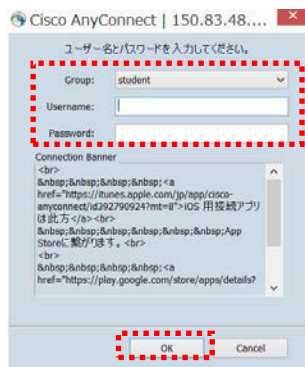 Cisco AnyConnect | 150.83.48....
ユーザー名とパスワードを入力してください。
Group: student
Username:
Password:
Connection Banner
<br>
&nbsp;&nbsp;&nbsp;&nbsp;<a
href="https://itunes.apple.com/jp/app/cisco-
anyconnect/id392790924?mt=8">iOS 用接続アプリ
は此方</a><br>
&nbsp;&nbsp;&nbsp;&nbsp;&nbsp;&nbsp;App
Storeに繋がります。<br>
<br>
&nbsp;&nbsp;&nbsp;&nbsp;<a
href="https://play.google.com/store/apps/details?
OK Cancel